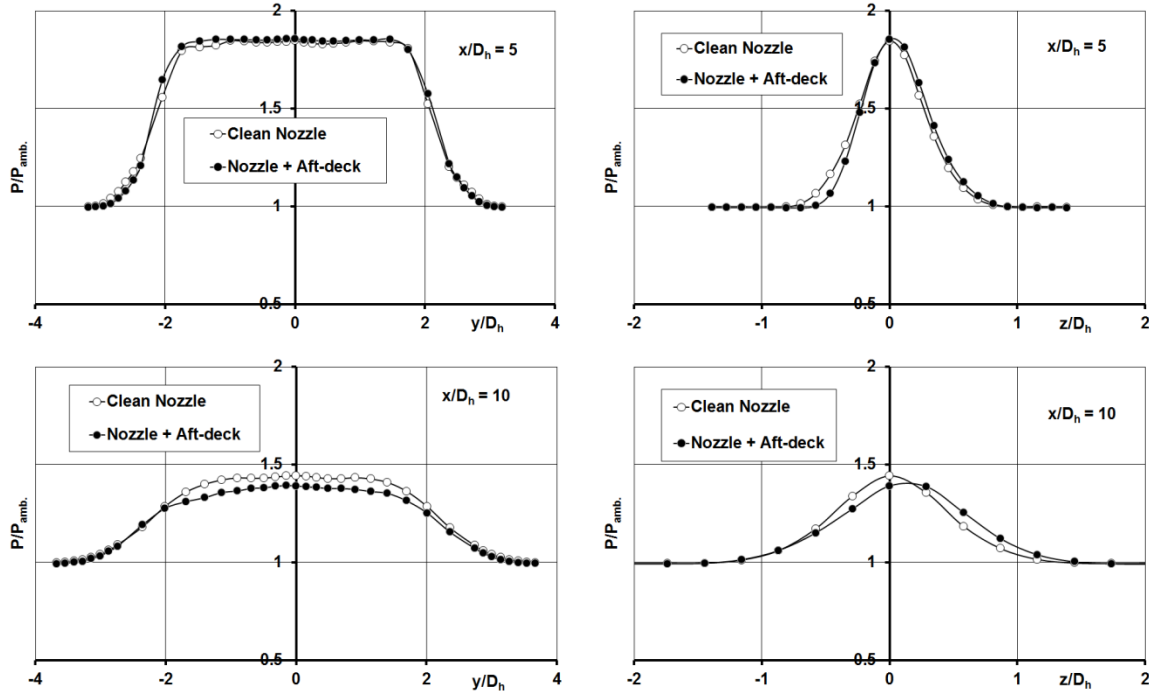 2
x/Dh = 5
Clean Nozzle
Nozzle + Aft-deck
P/Pamb.
1.5
1
0.5
-4
-2
0
2
4
y/Dh
2
x/Dh = 5
Clean Nozzle
Nozzle + Aft-deck
P/Pamb.
1.5
1
0.5
-2
-1
0
1
2
z/Dh
2
x/Dh = 10
Clean Nozzle
Nozzle + Aft-deck
P/Pamb.
1.5
1
0.5
-4
-2
0
2
4
y/Dh
2
x/Dh = 10
Clean Nozzle
Nozzle + Aft-deck
P/Pamb.
1.5
1
0.5
-2
-1
0
1
2
z/Dh